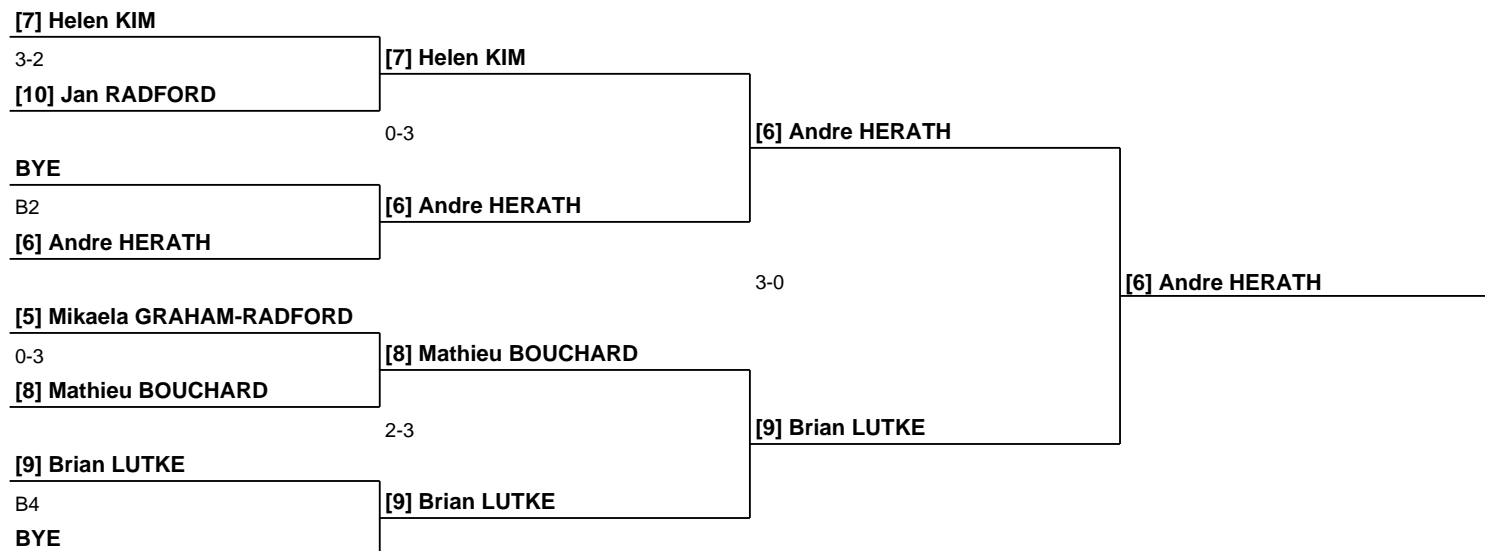 [7] Helen KIM
3-2
[7] Helen KIM
[10] Jan RADFORD
0-3
[6] Andre HERATH
BYE
B2
[6] Andre HERATH
[6] Andre HERATH
3-0
[6] Andre HERATH
[5] Mikaela GRAHAM-RADFORD
0-3
[8] Mathieu BOUCHARD
[8] Mathieu BOUCHARD
2-3
[9] Brian LUTKE
[9] Brian LUTKE
B4
[9] Brian LUTKE
BYE